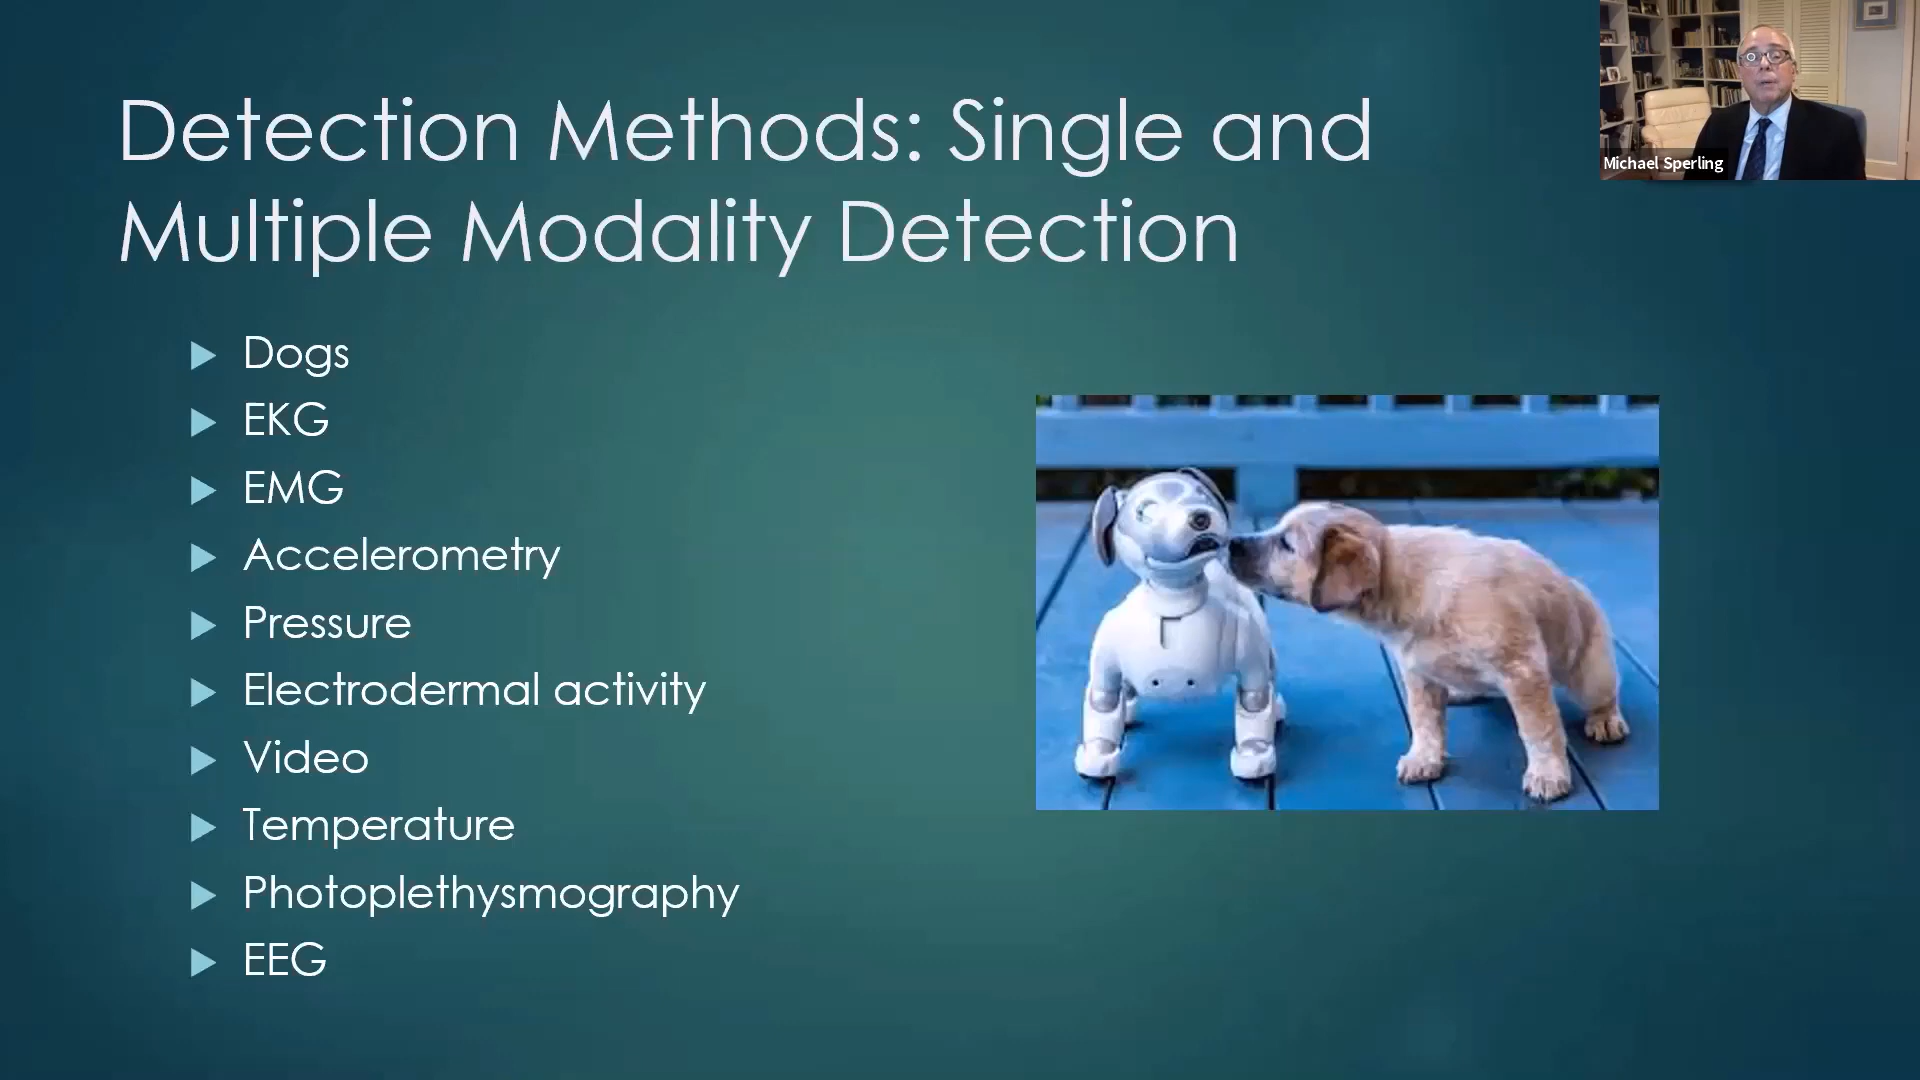 Detection Methods: Single and
Multiple Modality Detection
Michael Sperling
Dogs
EKG
EMG
Accelerometry
Pressure
Electrodermal activity
Video
Temperature
Photoplethysmography
EEG